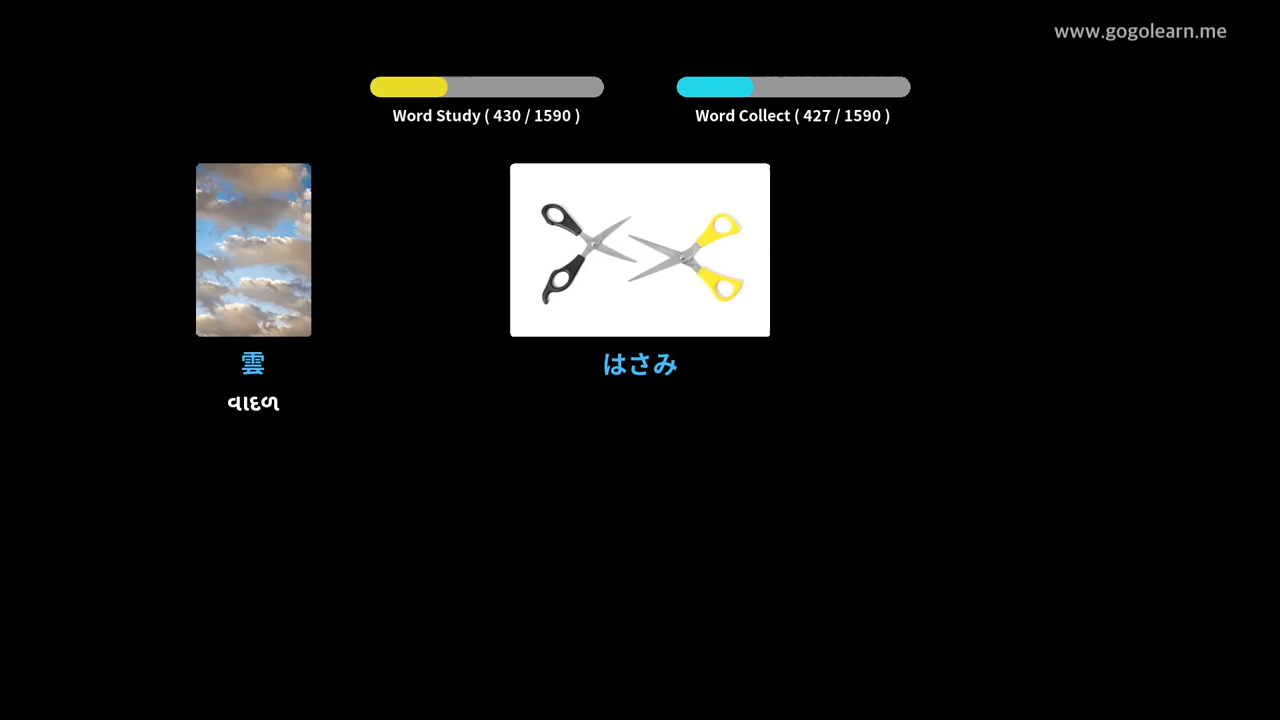 www.gogolearn.me
Word Study ( 430 / 1590 )
Word Collect ( 427 / 1590 )
雲
વાદળ
はさみ